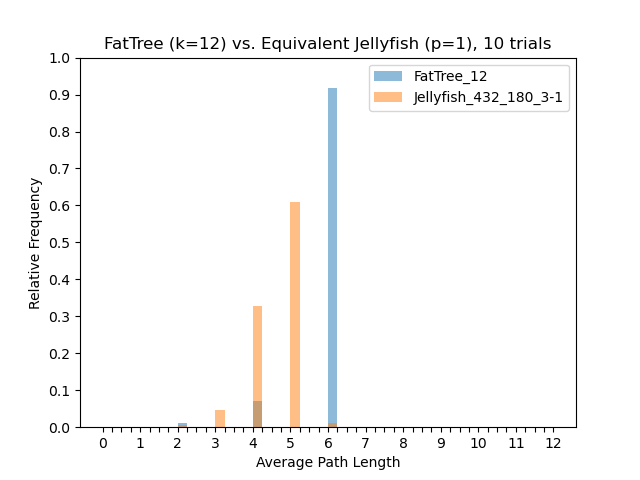 FatTree (k=12) vs. Equivalent Jellyfish (p=1), 10 trials
FatTree_12
Jellyfish_432_180_3-1
1.0
0.9
0.8
0.7
0.6
0.5
0.4
0.3
0.2
0.1
0.0
Relative Frequency
0 1 2 3 4 5 6 7 8 9 10 11 12
Average Path Length